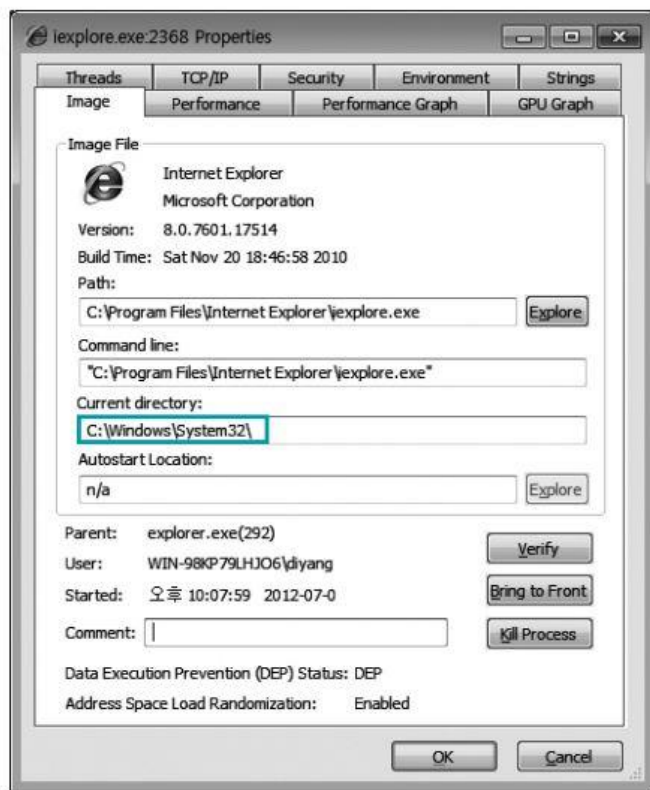 iexplore.exe:2368 Properties
Threads TCP/IP Security Environment Strings
Image Performance Performance Graph GPU Graph
Image File
Internet Explorer
Microsoft Corporation
Version: 8.0.7601.17514
Build Time: Sat Nov 20 18:46:58 2010
Path:
C:\Program Files\Internet Explorer\iexplore.exe Explore
Command line:
"C:\Program Files\Internet Explorer\iexplore.exe"
Current directory:
C:\Windows\System32\
Autostart Location:
n/a Explore
Parent: explorer.exe(292)
Verify
User: WIN-98KP79LHJO6\diyang
Started: 오후 10:07:59 2012-07-0
Bring to Front
Comment:
Kill Process
Data Execution Prevention (DEP) Status: DEP
Address Space Load Randomization: Enabled
OK Cancel